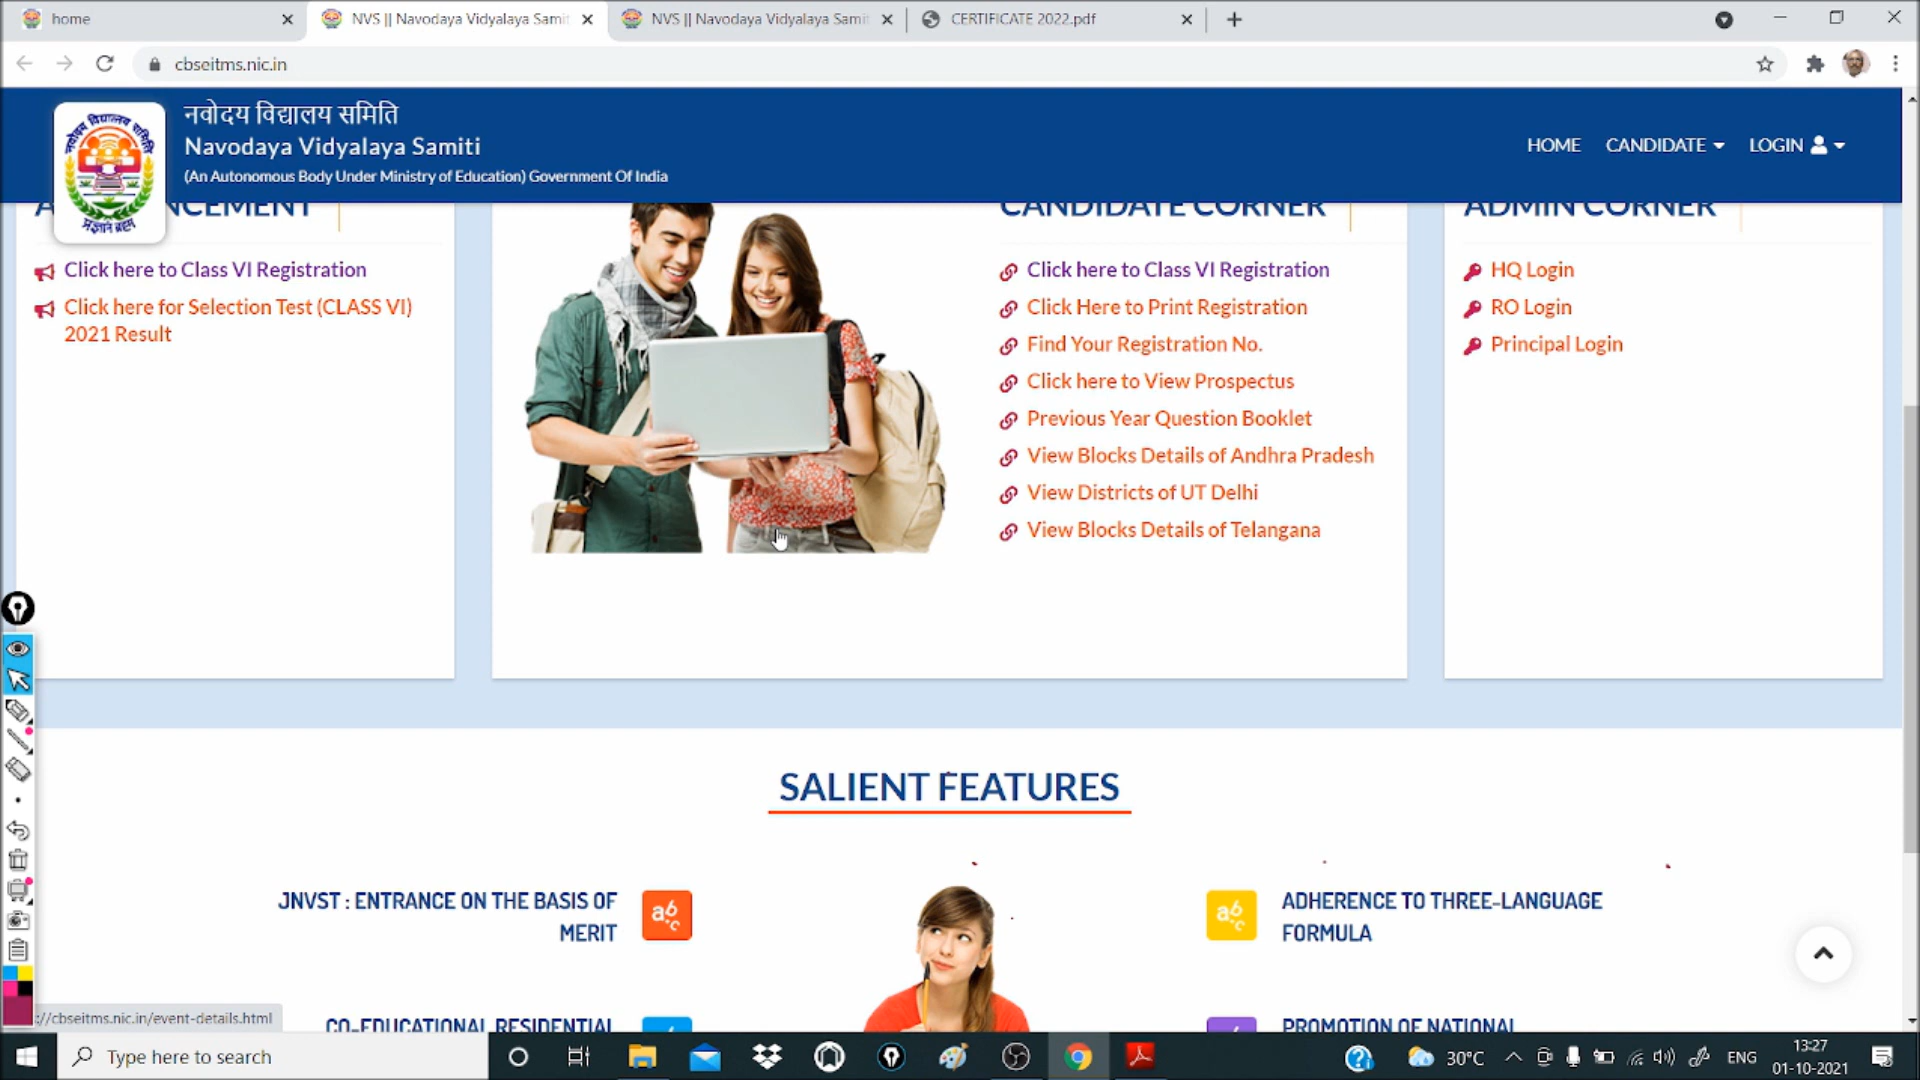 home
NVS || Navodaya Vidyalaya Samit
NVS || Navodaya Vidyalaya Samit
CERTIFICATE 2022.pdf
cbseitms.nic.in
नवोदय विद्यालय समिति
Navodaya Vidyalaya Samiti
(An Autonomous Body Under Ministry of Education) Government Of India
HOME
CANDIDATE
LOGIN
नवोदय विद्यालय समिति
प्रज्ञानं ब्रह्म
CANDIDATE CORNER
ADMIN CORNER
Click here to Class VI Registration
Click here for Selection Test (CLASS VI)
2021 Result
Click here to Class VI Registration
Click Here to Print Registration
Find Your Registration No.
Click here to View Prospectus
Previous Year Question Booklet
View Blocks Details of Andhra Pradesh
View Districts of UT Delhi
View Blocks Details of Telangana
HQ Login
RO Login
Principal Login
SALIENT FEATURES
JNVST : ENTRANCE ON THE BASIS OF
MERIT
ADHERENCE TO THREE-LANGUAGE
FORMULA
CO-EDUCATIONAL RESIDENTIAL
PROMOTION OF NATIONAL
://cbseitms.nic.in/event-details.html
Type here to search
30°C
ENG
13:27
01-10-2021